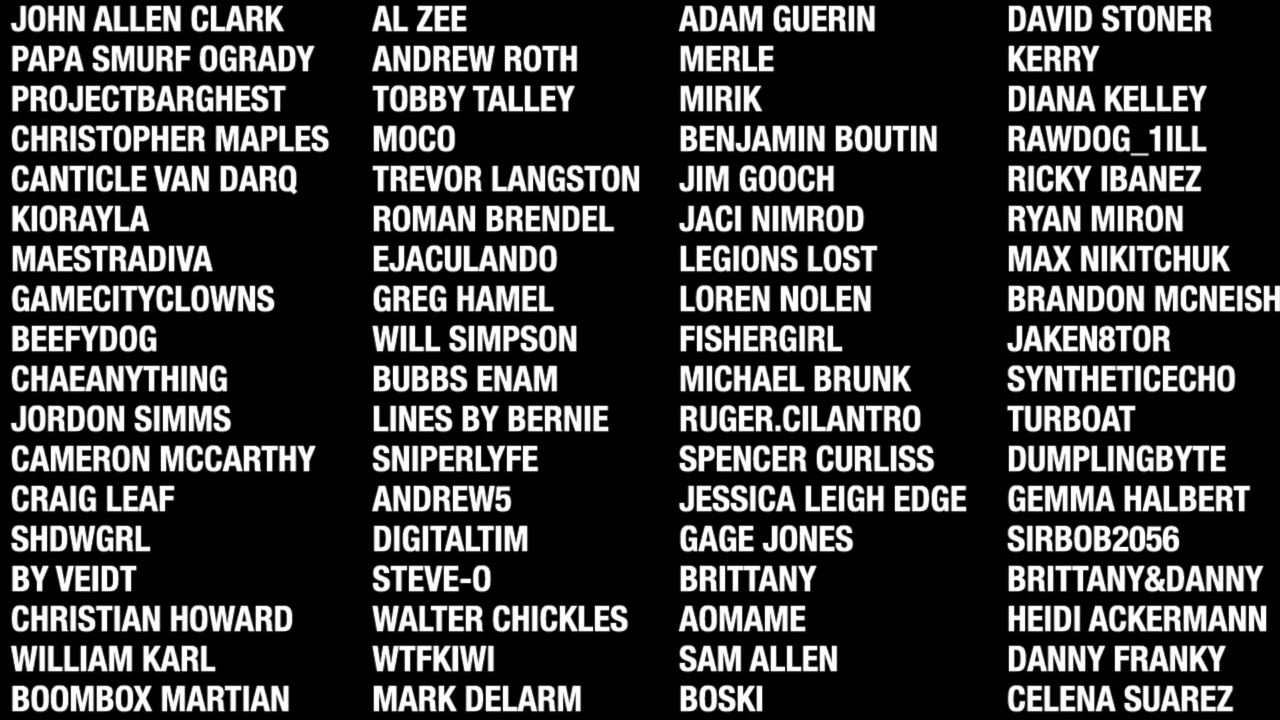 JOHN ALLEN CLARK
PAPA SMURF OGRADY
PROJECTBARGHEST
CHRISTOPHER MAPLES
CANTICLE VAN DARQ
KIORAYLA
MAESTRADIVA
GAMECITYCLOWNS
BEEFYDOG
CHAEANYTHING
JORDON SIMMS
CAMERON MCCARTHY
CRAIG LEAF
SHDWGRL
BY VEIDT
CHRISTIAN HOWARD
WILLIAM KARL
BOOMBOX MARTIAN
AL ZEE
ANDREW ROTH
TOBBY TALLEY
MOCO
TREVOR LANGSTON
ROMAN BRENDEL
EJACULANDO
GREG HAMEL
WILL SIMPSON
BUBBS ENAM
LINES BY BERNIE
SNIPERLYFE
ANDREW5
DIGITALTIM
STEVE-O
WALTER CHICKLES
WTFKIWI
MARK DELARM
ADAM GUERIN
MERLE
MIRIK
BENJAMIN BOUTIN
JIM GOOCH
JACI NIMROD
LEGIONS LOST
LOREN NOLEN
FISHERGIRL
MICHAEL BRUNK
RUGER.CILANTRO
SPENCER CURLISS
JESSICA LEIGH EDGE
GAGE JONES
BRITTANY
AOMAME
SAM ALLEN
BOSKI
DAVID STONER
KERRY
DIANA KELLEY
RAWDOG_1ILL
RICKY IBANEZ
RYAN MIRON
MAX NIKITCHUK
BRANDON MCNEISH
JAKEN8TOR
SYNTHETICECHO
TURBOAT
DUMPLINGBYTE
GEMMA HALBERT
SIRBOB2056
BRITTANY&DANNY
HEIDI ACKERMANN
DANNY FRANKY
CELENA SUAREZ